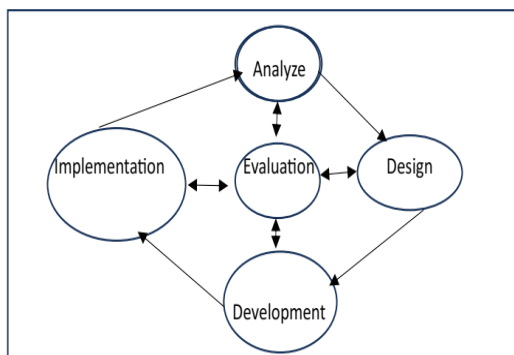 Analyze
Implementation
Evaluation
Design
Development